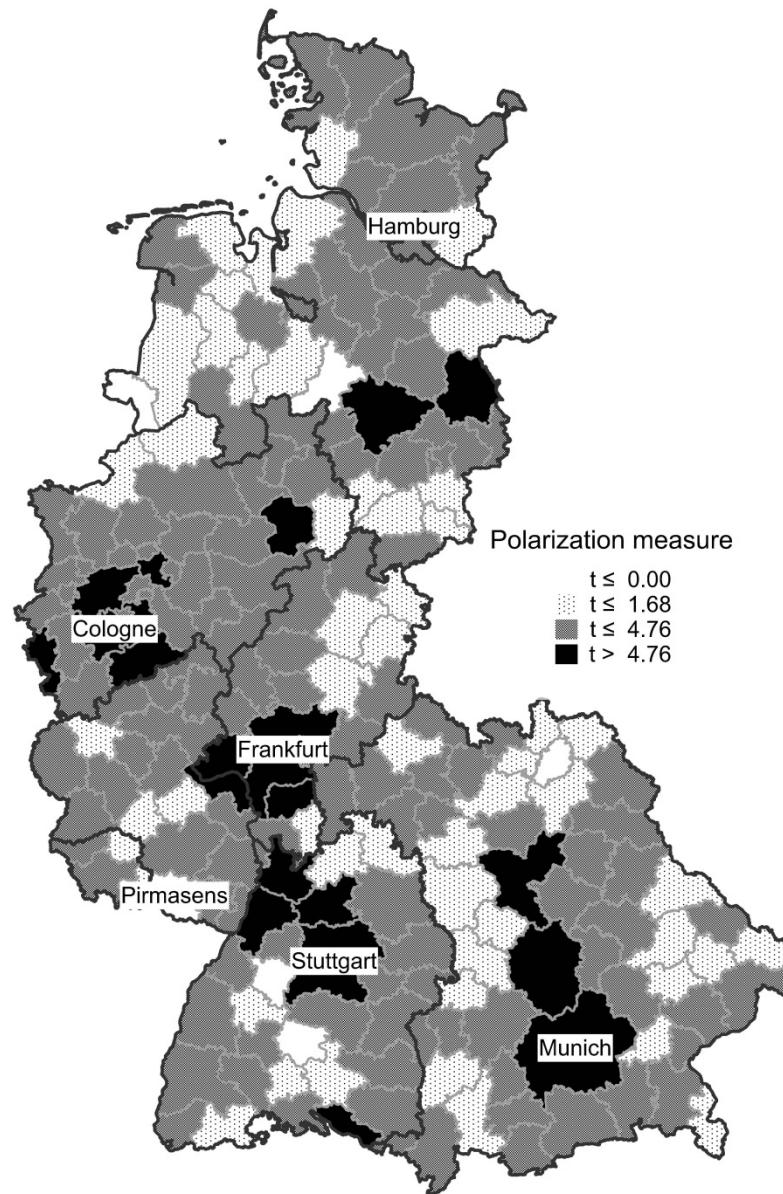 Hamburg
Polarization measure
t ≤ 0.00
t ≤ 1.68
t ≤ 4.76
t > 4.76
Cologne
Frankfurt
Pirmasens
Stuttgart
Munich